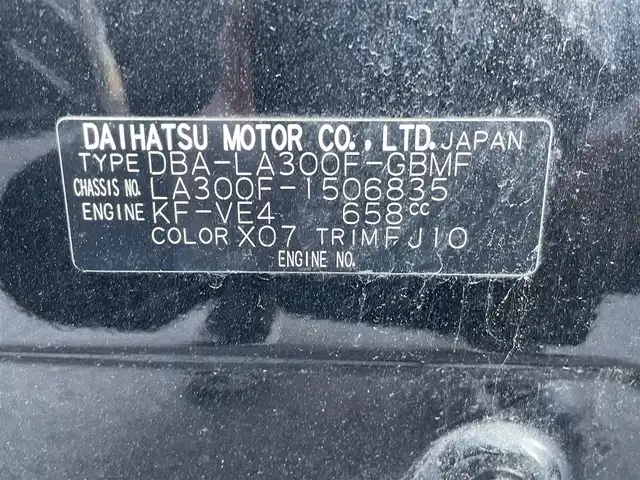 DAIHATSU MOTOR CO., LTD. JAPAN
TYPE DBA-LA300F-GBMF
CHASSIS NO. LA300F-1506835
ENGINE KF-VE4 658cc
COLOR X07 TRIM FJ10
ENGINE NO.